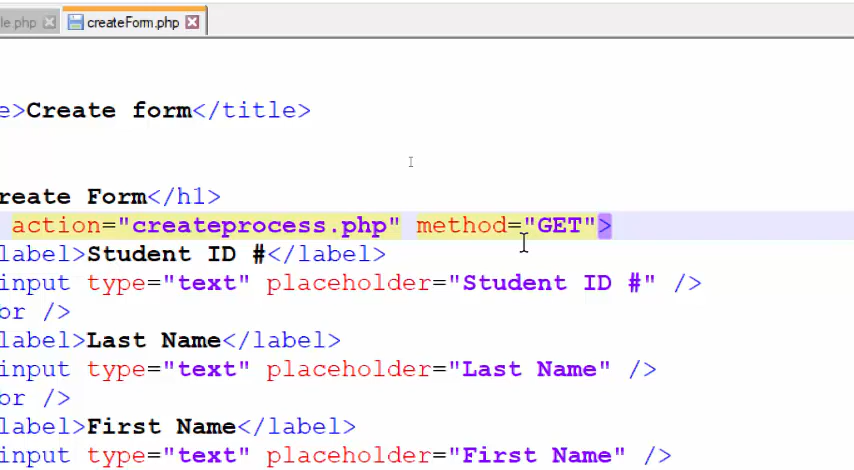 le.php createForm.php
e>Create form</title>
reate Form</h1>
action="createprocess.php" method="GET">
label>Student ID #</label>
input type="text" placeholder="Student ID #" />
or />
label>Last Name</label>
input type="text" placeholder="Last Name" />
or />
label>First Name</label>
input type="text" placeholder="First Name" />